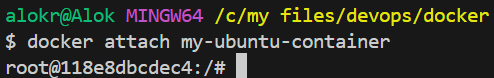 alokr@Alok MINGW64 /c/my files/devops/docker
$ docker attach my-ubuntu-container
root@118e8dbcdec4:/#